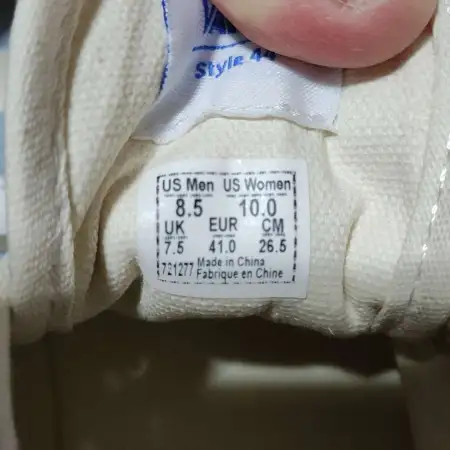 Style 44
US Men US Women
8.5 10.0
UK EUR CM
7.5 41.0 26.5
721277 Made in China
Fabrique en Chine